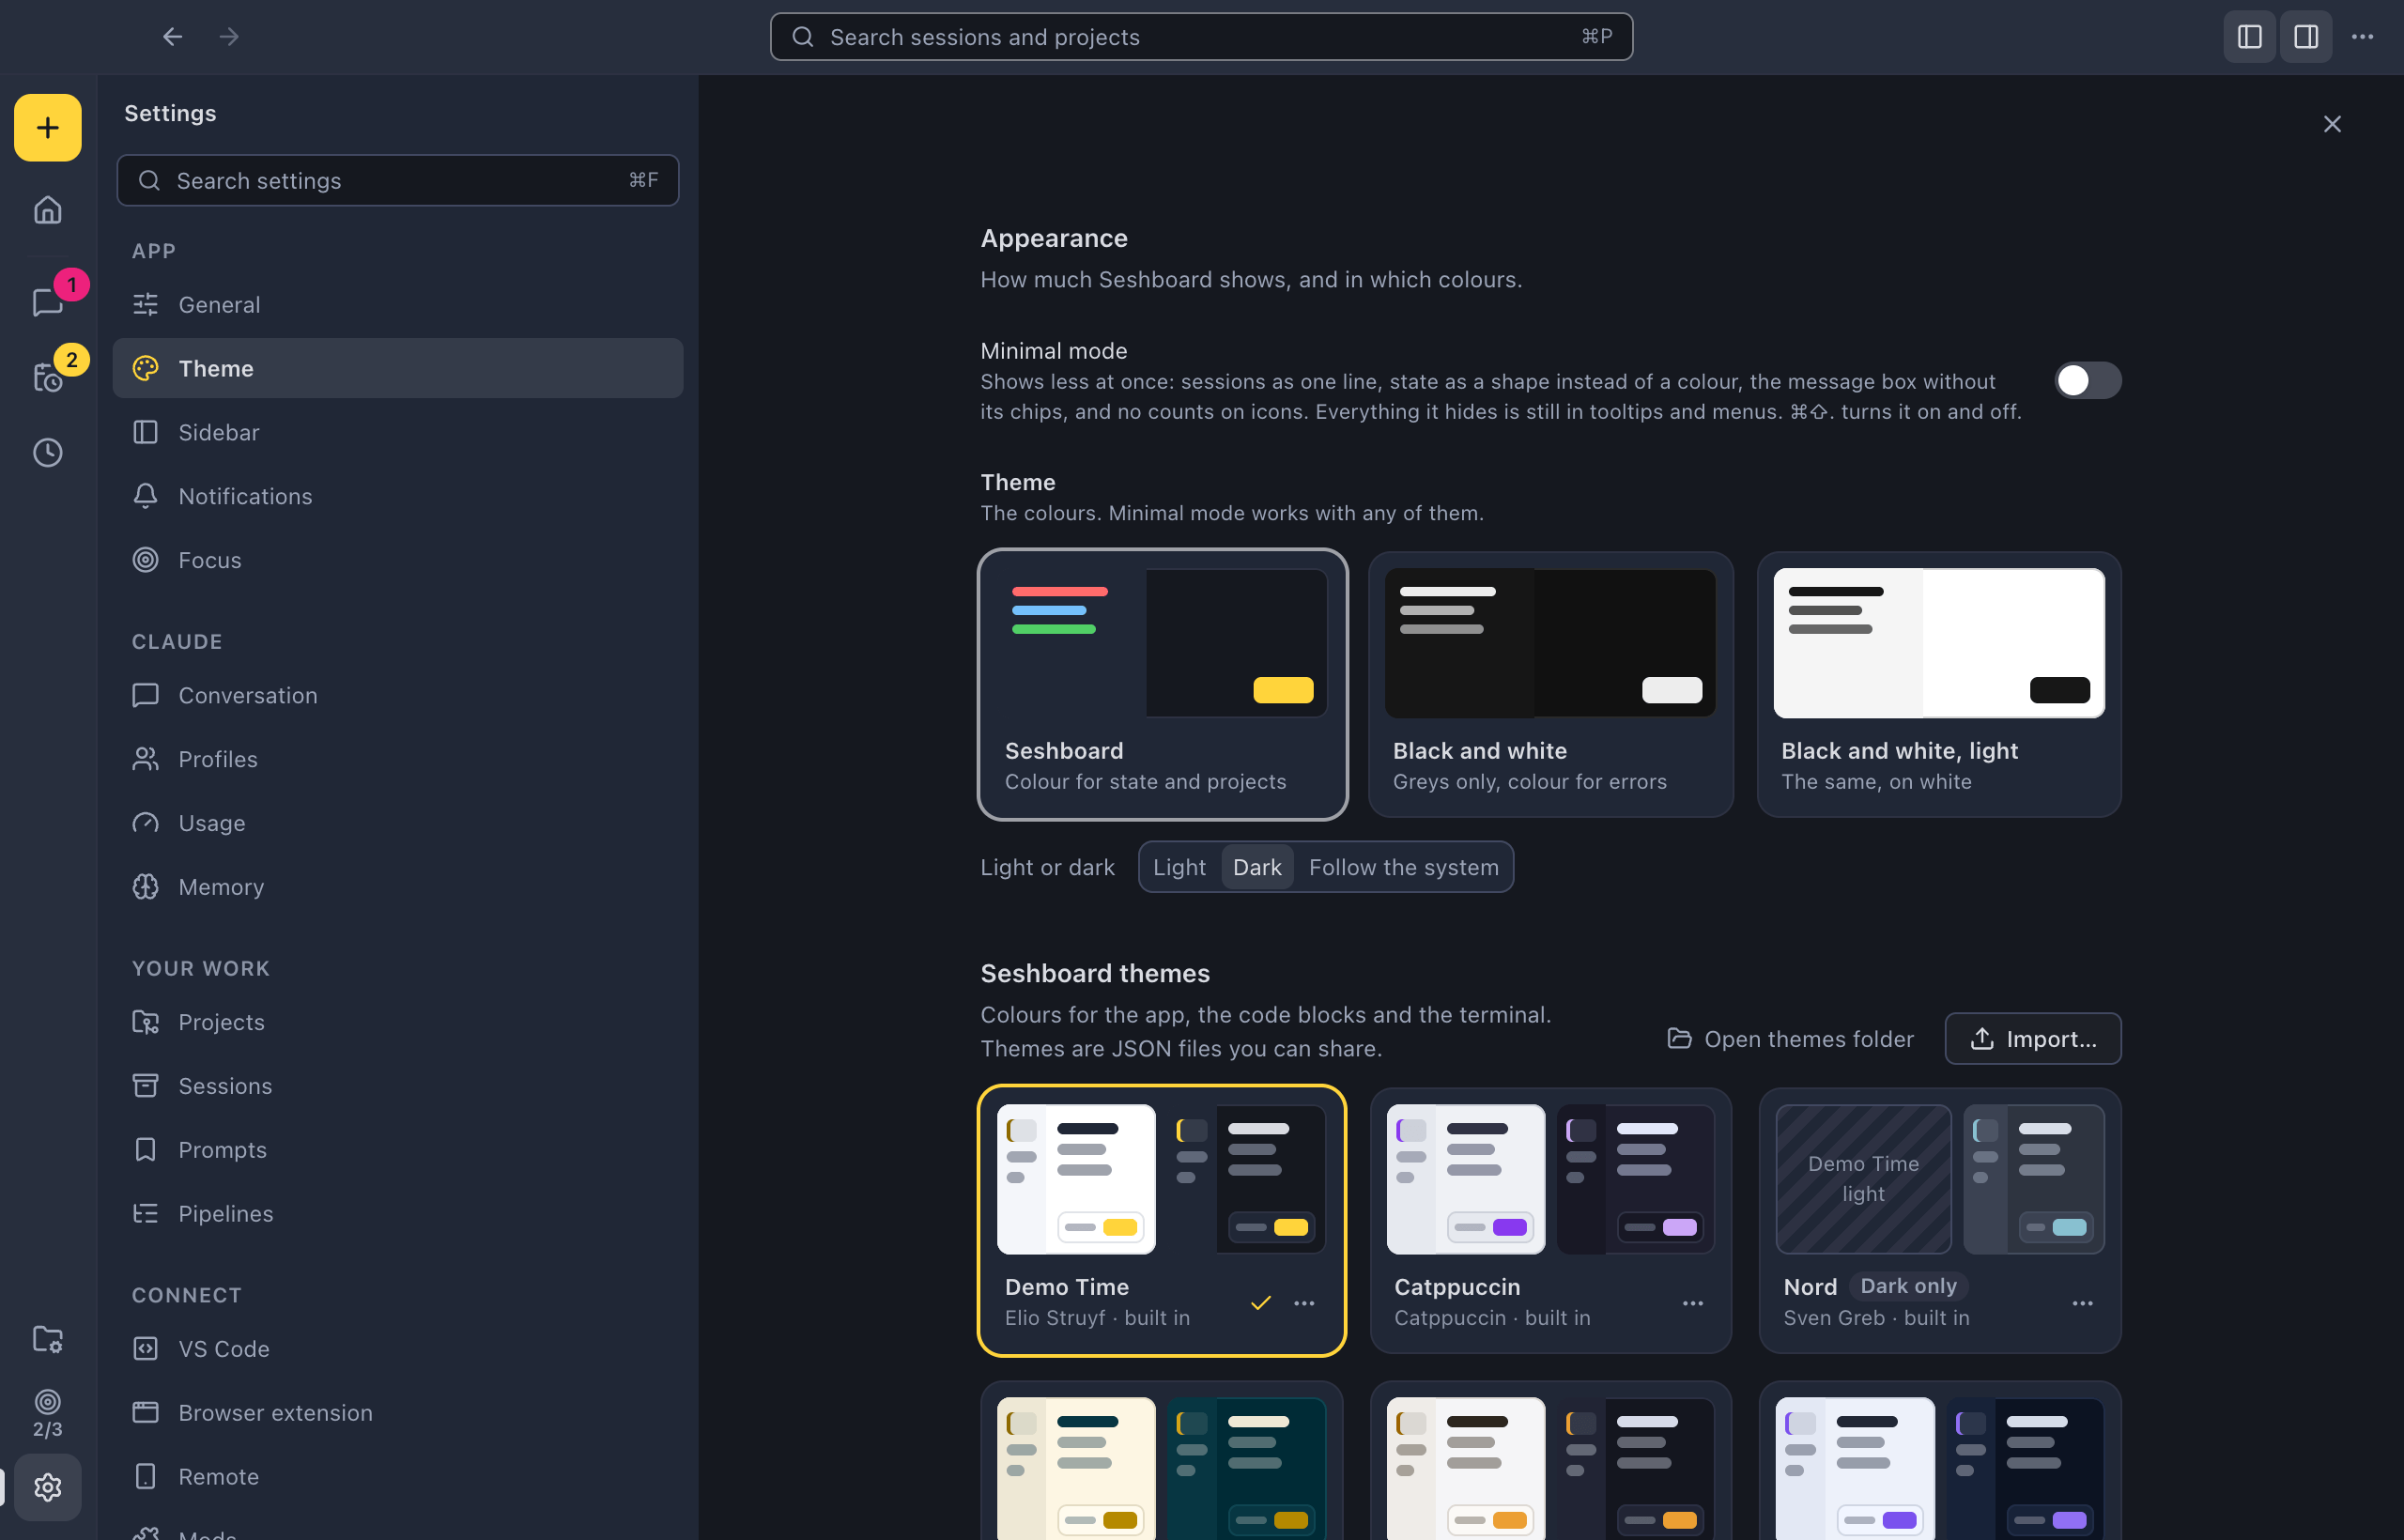 Search sessions and projects ⌘P
Settings
Search settings ⌘F
APP
General
Theme
Sidebar
Notifications
Focus
CLAUDE
Conversation
Profiles
Usage
Memory
YOUR WORK
Projects
Sessions
Prompts
Pipelines
CONNECT
VS Code
Browser extension
Remote
Mods
1
2
2/3
Appearance
How much Seshboard shows, and in which colours.
Minimal mode
Shows less at once: sessions as one line, state as a shape instead of a colour, the message box without
its chips, and no counts on icons. Everything it hides is still in tooltips and menus. ⌘⇧. turns it on and off.
Theme
The colours. Minimal mode works with any of them.
Seshboard
Colour for state and projects
Black and white
Greys only, colour for errors
Black and white, light
The same, on white
Light or dark Light Dark Follow the system
Seshboard themes
Colours for the app, the code blocks and the terminal.
Themes are JSON files you can share.
Open themes folder Import...
Demo Time
Elio Struyf · built in
Catppuccin
Catppuccin · built in
Demo Time
light
Nord Dark only
Sven Greb · built in